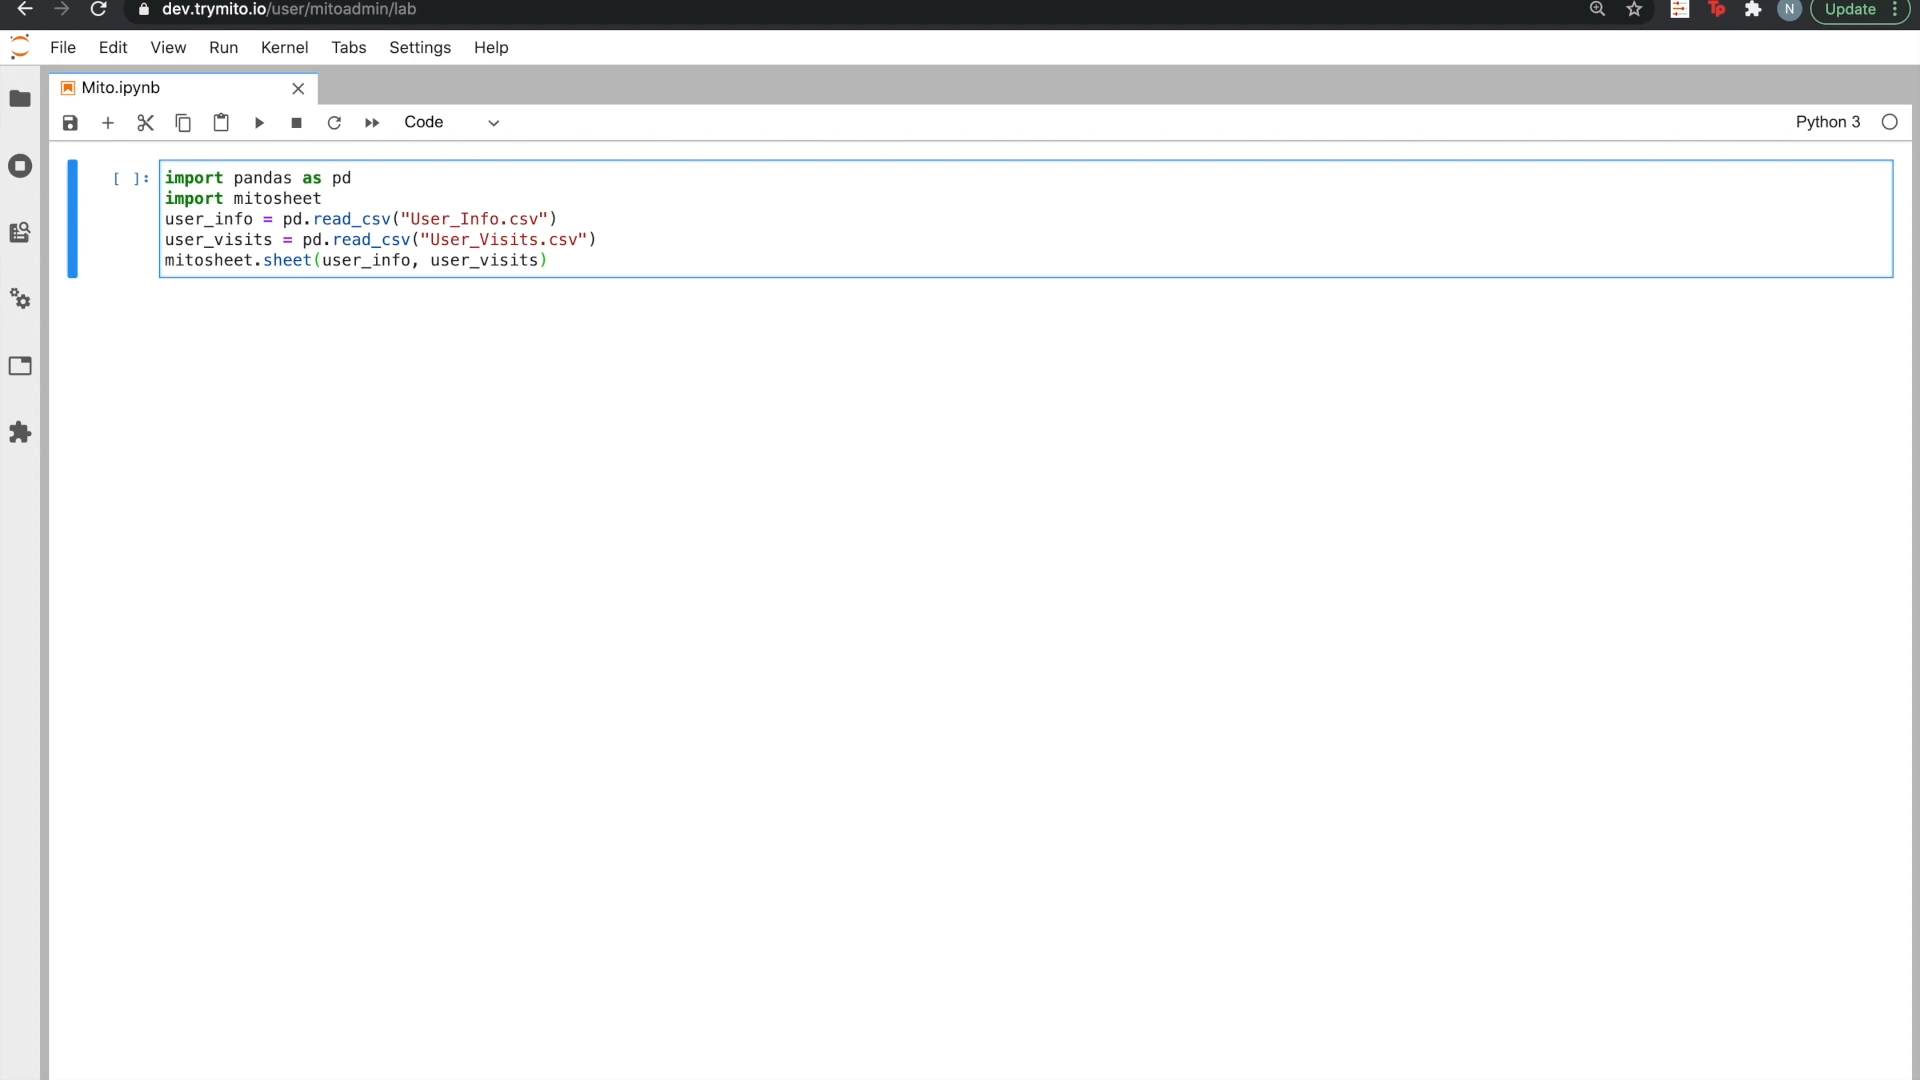 dev.trymito.io/user/mitoadmin/lab
Tp
N
Update
File Edit View Run Kernel Tabs Settings Help
Mito.ipynb
Code
Python 3
[ ]:
import pandas as pd
import mitosheet
user_info = pd.read_csv("User_Info.csv")
user_visits = pd.read_csv("User_Visits.csv")
mitosheet.sheet(user_info, user_visits)